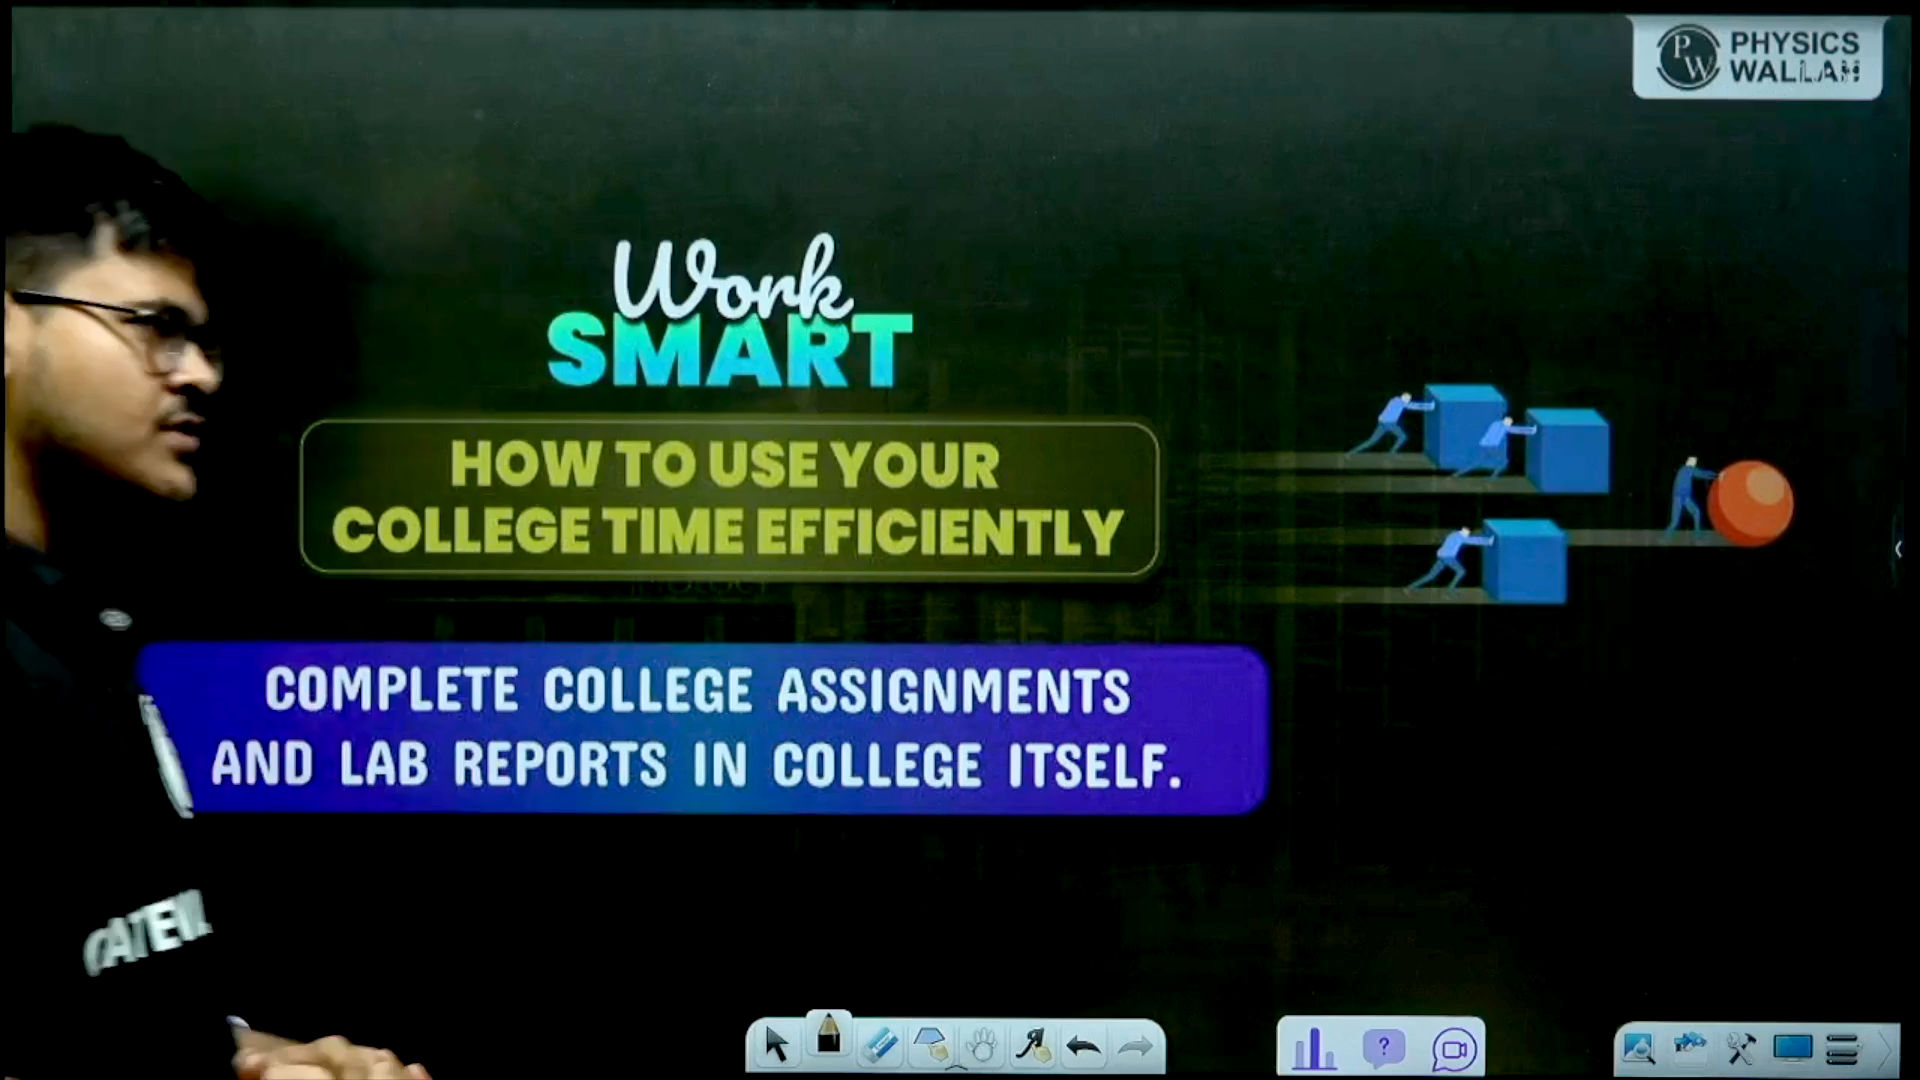 PHYSICS
WALLAH
Work
SMART
HOW TO USE YOUR
COLLEGE TIME EFFICIENTLY
COMPLETE COLLEGE ASSIGNMENTS
AND LAB REPORTS IN COLLEGE ITSELF.
?